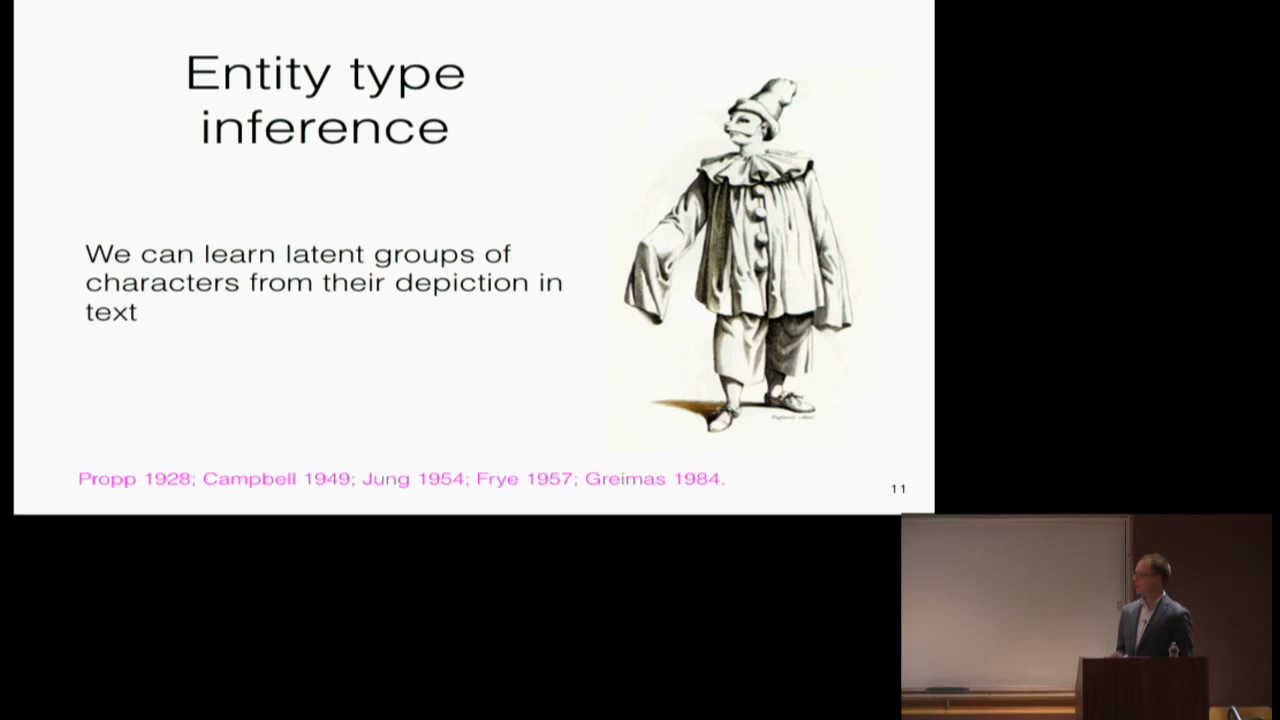 Entity type
inference
We can learn latent groups of
characters from their depiction in
text
Propp 1928; Campbell 1949; Jung 1954; Frye 1957; Greimas 1984.
11